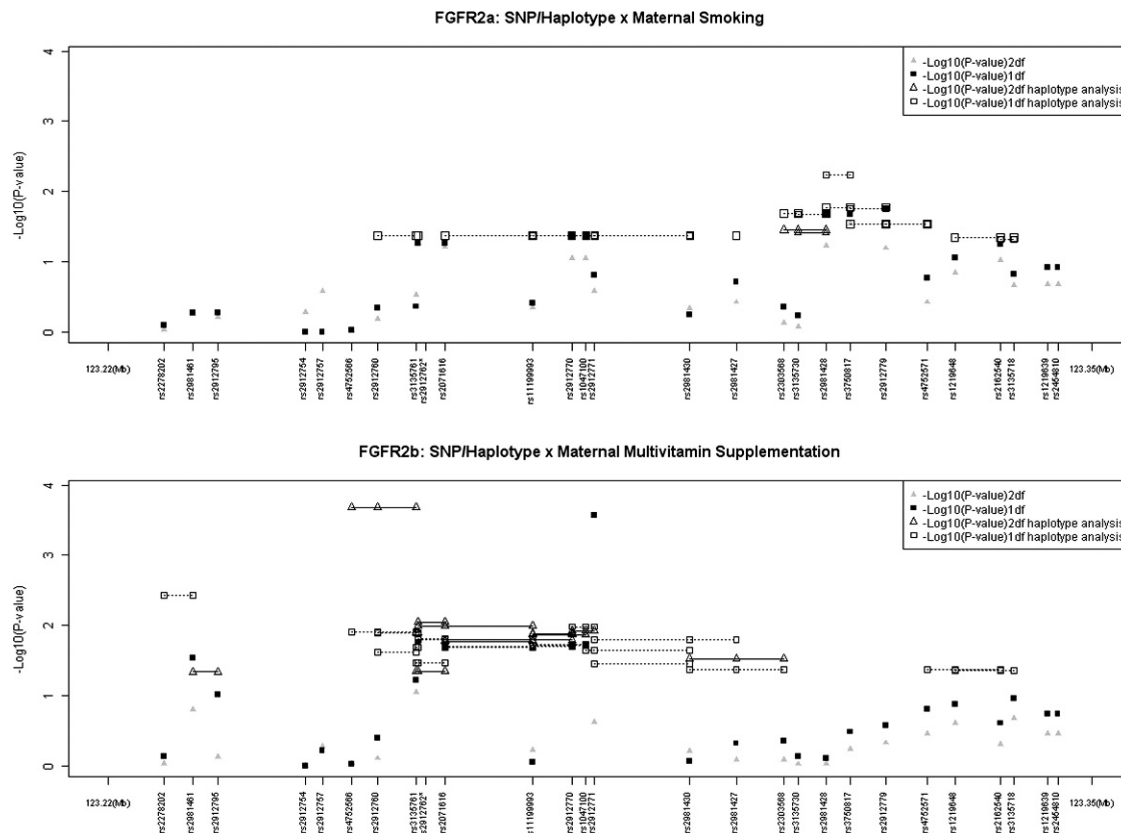 FGFR2a: SNP/Haplotype x Maternal Smoking
4
3
2
1
0
-Log10(P-value)
-Log10(P-value)2df
-Log10(P-value)1df
-Log10(P-value)2df haplotype analysis
-Log10(P-value)1df haplotype analysis
123.22(Mb)
rs2278202
rs2981461
rs2912795
rs2912754
rs2912757
rs4752566
rs2912760
rs3135761
rs2912762*
rs2071616
rs11199993
rs2912770
rs1047100
rs2912771
rs2981430
rs2981427
rs2303568
rs3135730
rs2981428
rs3750817
rs2912779
rs4752571
rs1219648
rs2162540
rs3135718
rs1219639
rs2454810
123.35(Mb)
FGFR2b: SNP/Haplotype x Maternal Multivitamin Supplementation
4
3
2
1
0
-Log10(P-value)
-Log10(P-value)2df
-Log10(P-value)1df
-Log10(P-value)2df haplotype analysis
-Log10(P-value)1df haplotype analysis
123.22(Mb)
rs2278202
rs2981461
rs2912795
rs2912754
rs2912757
rs4752566
rs2912760
rs3135761
rs2912762*
rs2071616
rs11199993
rs2912770
rs1047100
rs2912771
rs2981430
rs2981427
rs2303568
rs3135730
rs2981428
rs3750817
rs2912779
rs4752571
rs1219648
rs2162540
rs3135718
rs1219639
rs2454810
123.35(Mb)